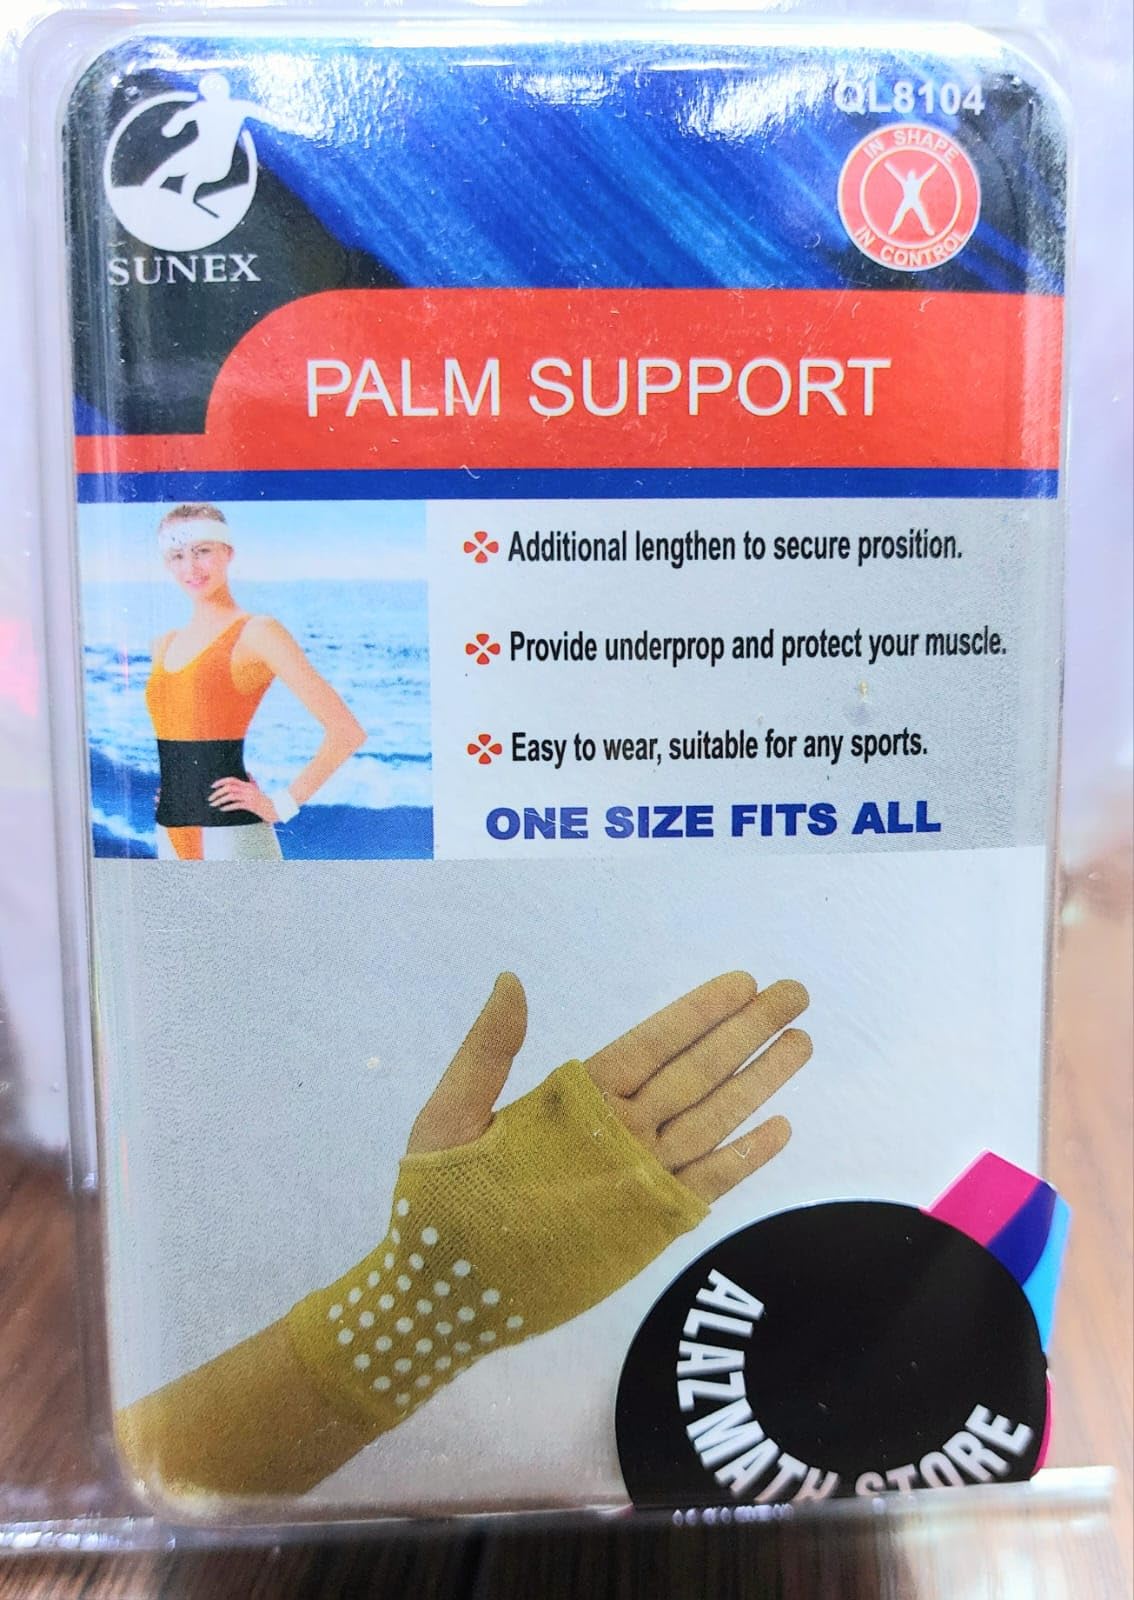 QL8104
IN SHAPE
IN CONTROL
SUNEX
PALM SUPPORT
Additional lengthen to secure prosition.
Provide underprop and protect your muscle.
Easy to wear, suitable for any sports.
ONE SIZE FITS ALL
ALAZMATH STORE